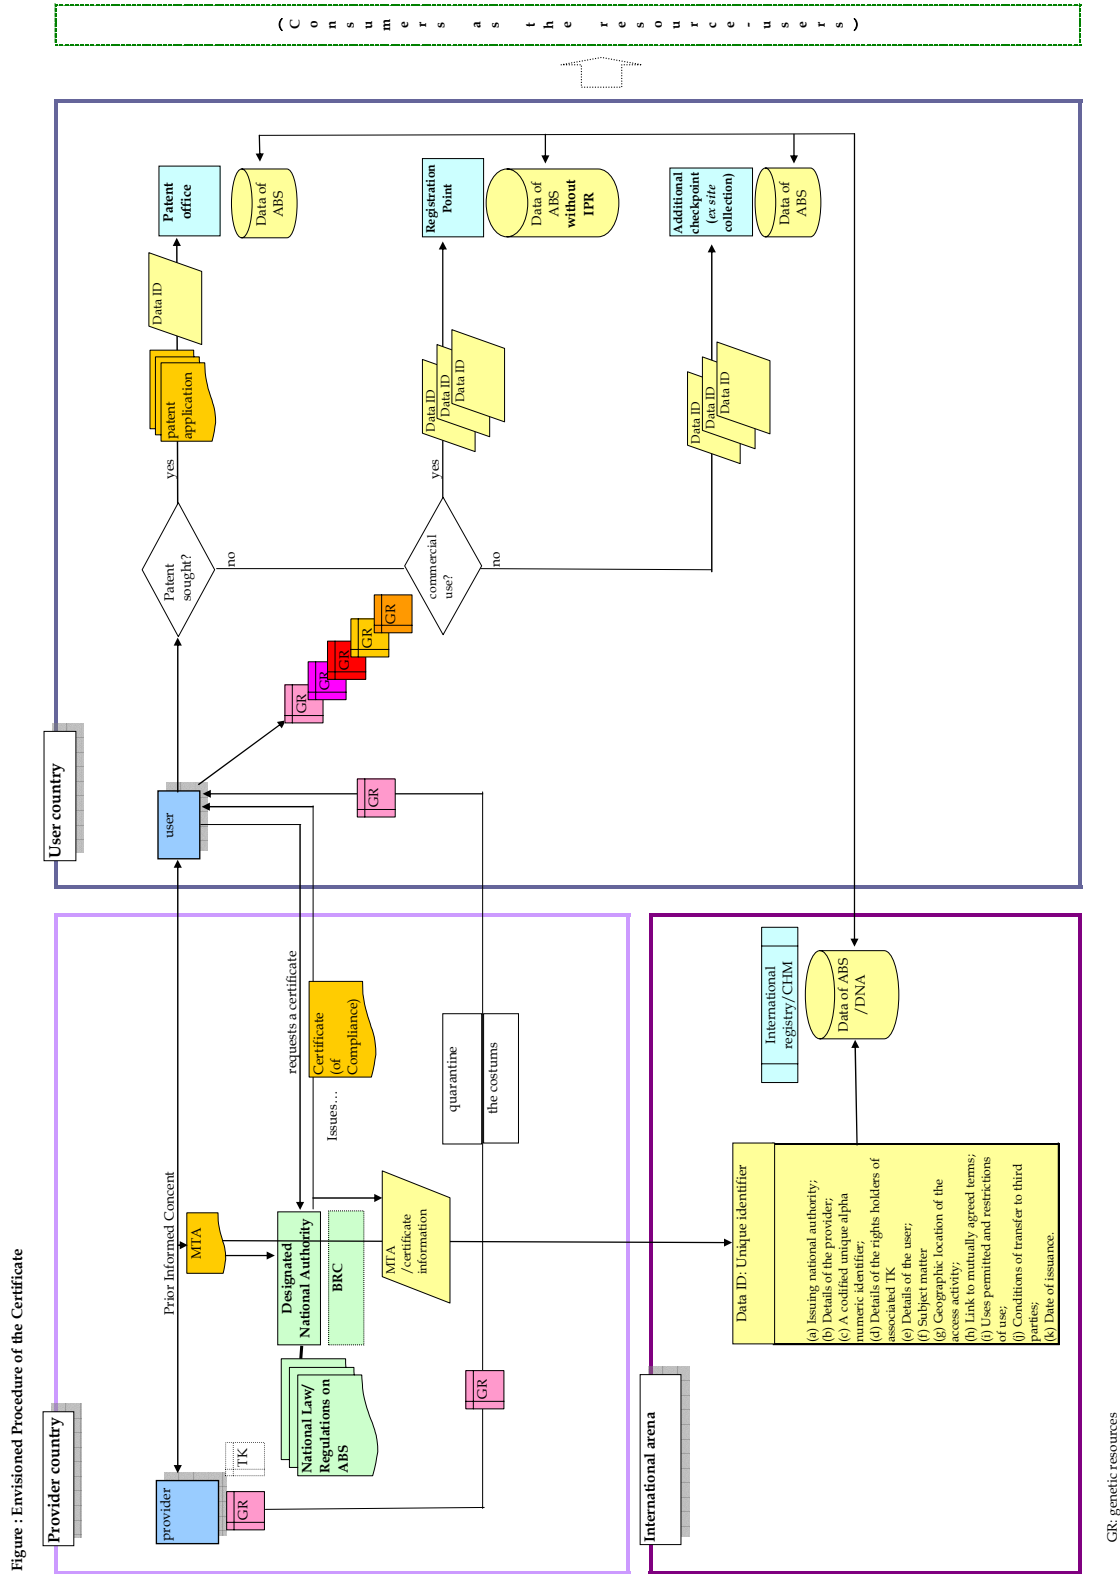 Figure : Envisioned Procedure of the Certificate
Provider country
provider
GR
TK
Prior Informed Concent
MTA
National Law/
Regulations on
ABS
Designated
National Authority
BRC
requests a certificate
Issues...
Certificate
(of
Compliance)
MTA
/certificate
information
GR
quarantine
the costums
User country
user
GR
GR
GR
GR
GR
GR
Patent
sought?
yes
no
patent
application
Data ID
Patent
office
Data of
ABS
commercial
use?
yes
no
Data ID
Data ID
Data ID
Registration
Point
Data of
ABS
without
IPR
Data ID
Data ID
Data ID
Additional
checkpoint
(ex site
collection)
Data of
ABS
(Consumers as the resource-users)
International arena
Data ID: Unique identifier
(a) Issuing national authority;
(b) Details of the provider;
(c) A codified unique alpha
numeric identifier;
(d) Details of the rights holders of
associated TK
(e) Details of the user;
(f) Subject matter
(g) Geographic location of the
access activity;
(h) Link to mutually agreed terms;
(i) Uses permitted and restrictions
of use;
(j) Conditions of transfer to third
parties;
(k) Date of issuance.
International
registry/CHM
Data of ABS
/DNA
GR: genetic resources